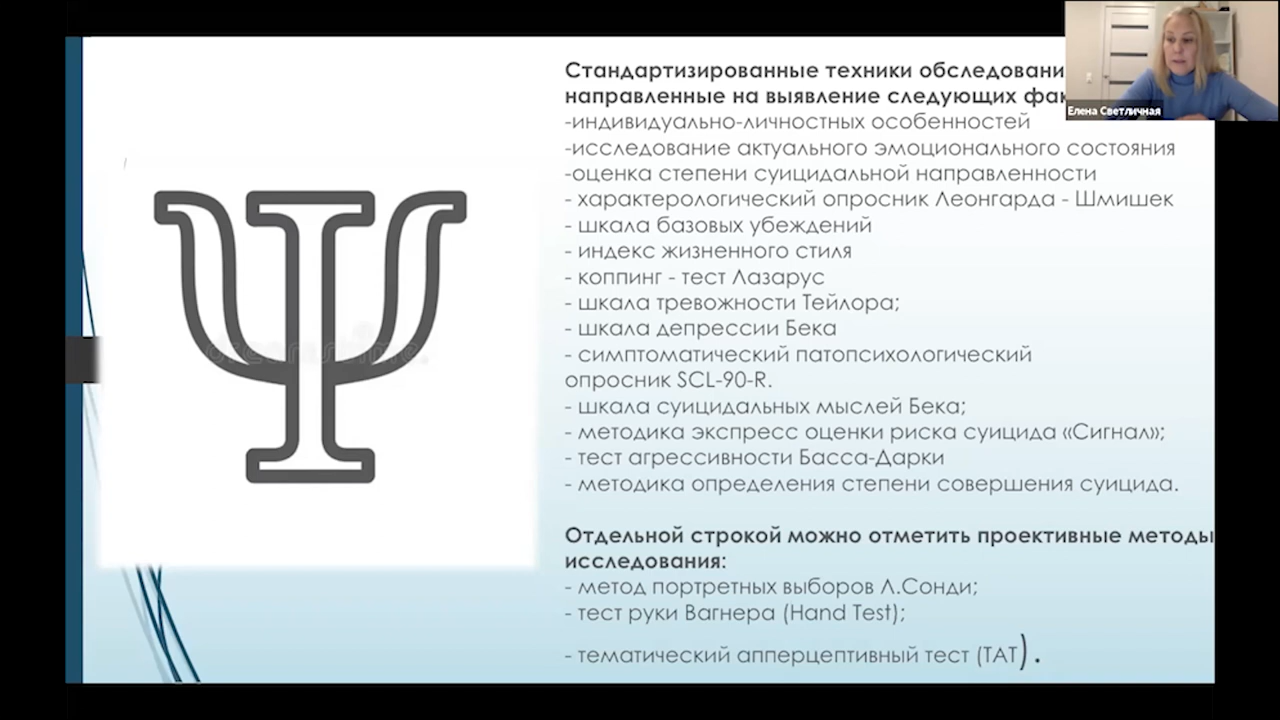 Стандартизированные техники обследовани
направленные на выявление следующих фак
-индивидуально-личностных особенностей
-исследование актуального эмоционального состояния
-оценка степени суицидальной направленности
- характерологический опросник Леонгарда - Шмишек
- шкала базовых убеждений
- индекс жизненного стиля
- коппинг - тест Лазарус
- шкала тревожности Тейлора;
- шкала депрессии Бека
- симптоматический патопсихологический
опросник SCL-90-R.
- шкала суицидальных мыслей Бека;
- методика экспресс оценки риска суицида «Сигнал»;
- тест агрессивности Басса-Дарки
- методика определения степени совершения суицида.
Отдельной строкой можно отметить проективные методы
исследования:
- метод портретных выборов Л.Сонди;
- тест руки Вагнера (Hand Test);
- тематический апперцептивный тест (ТАТ).
Елена Светличная